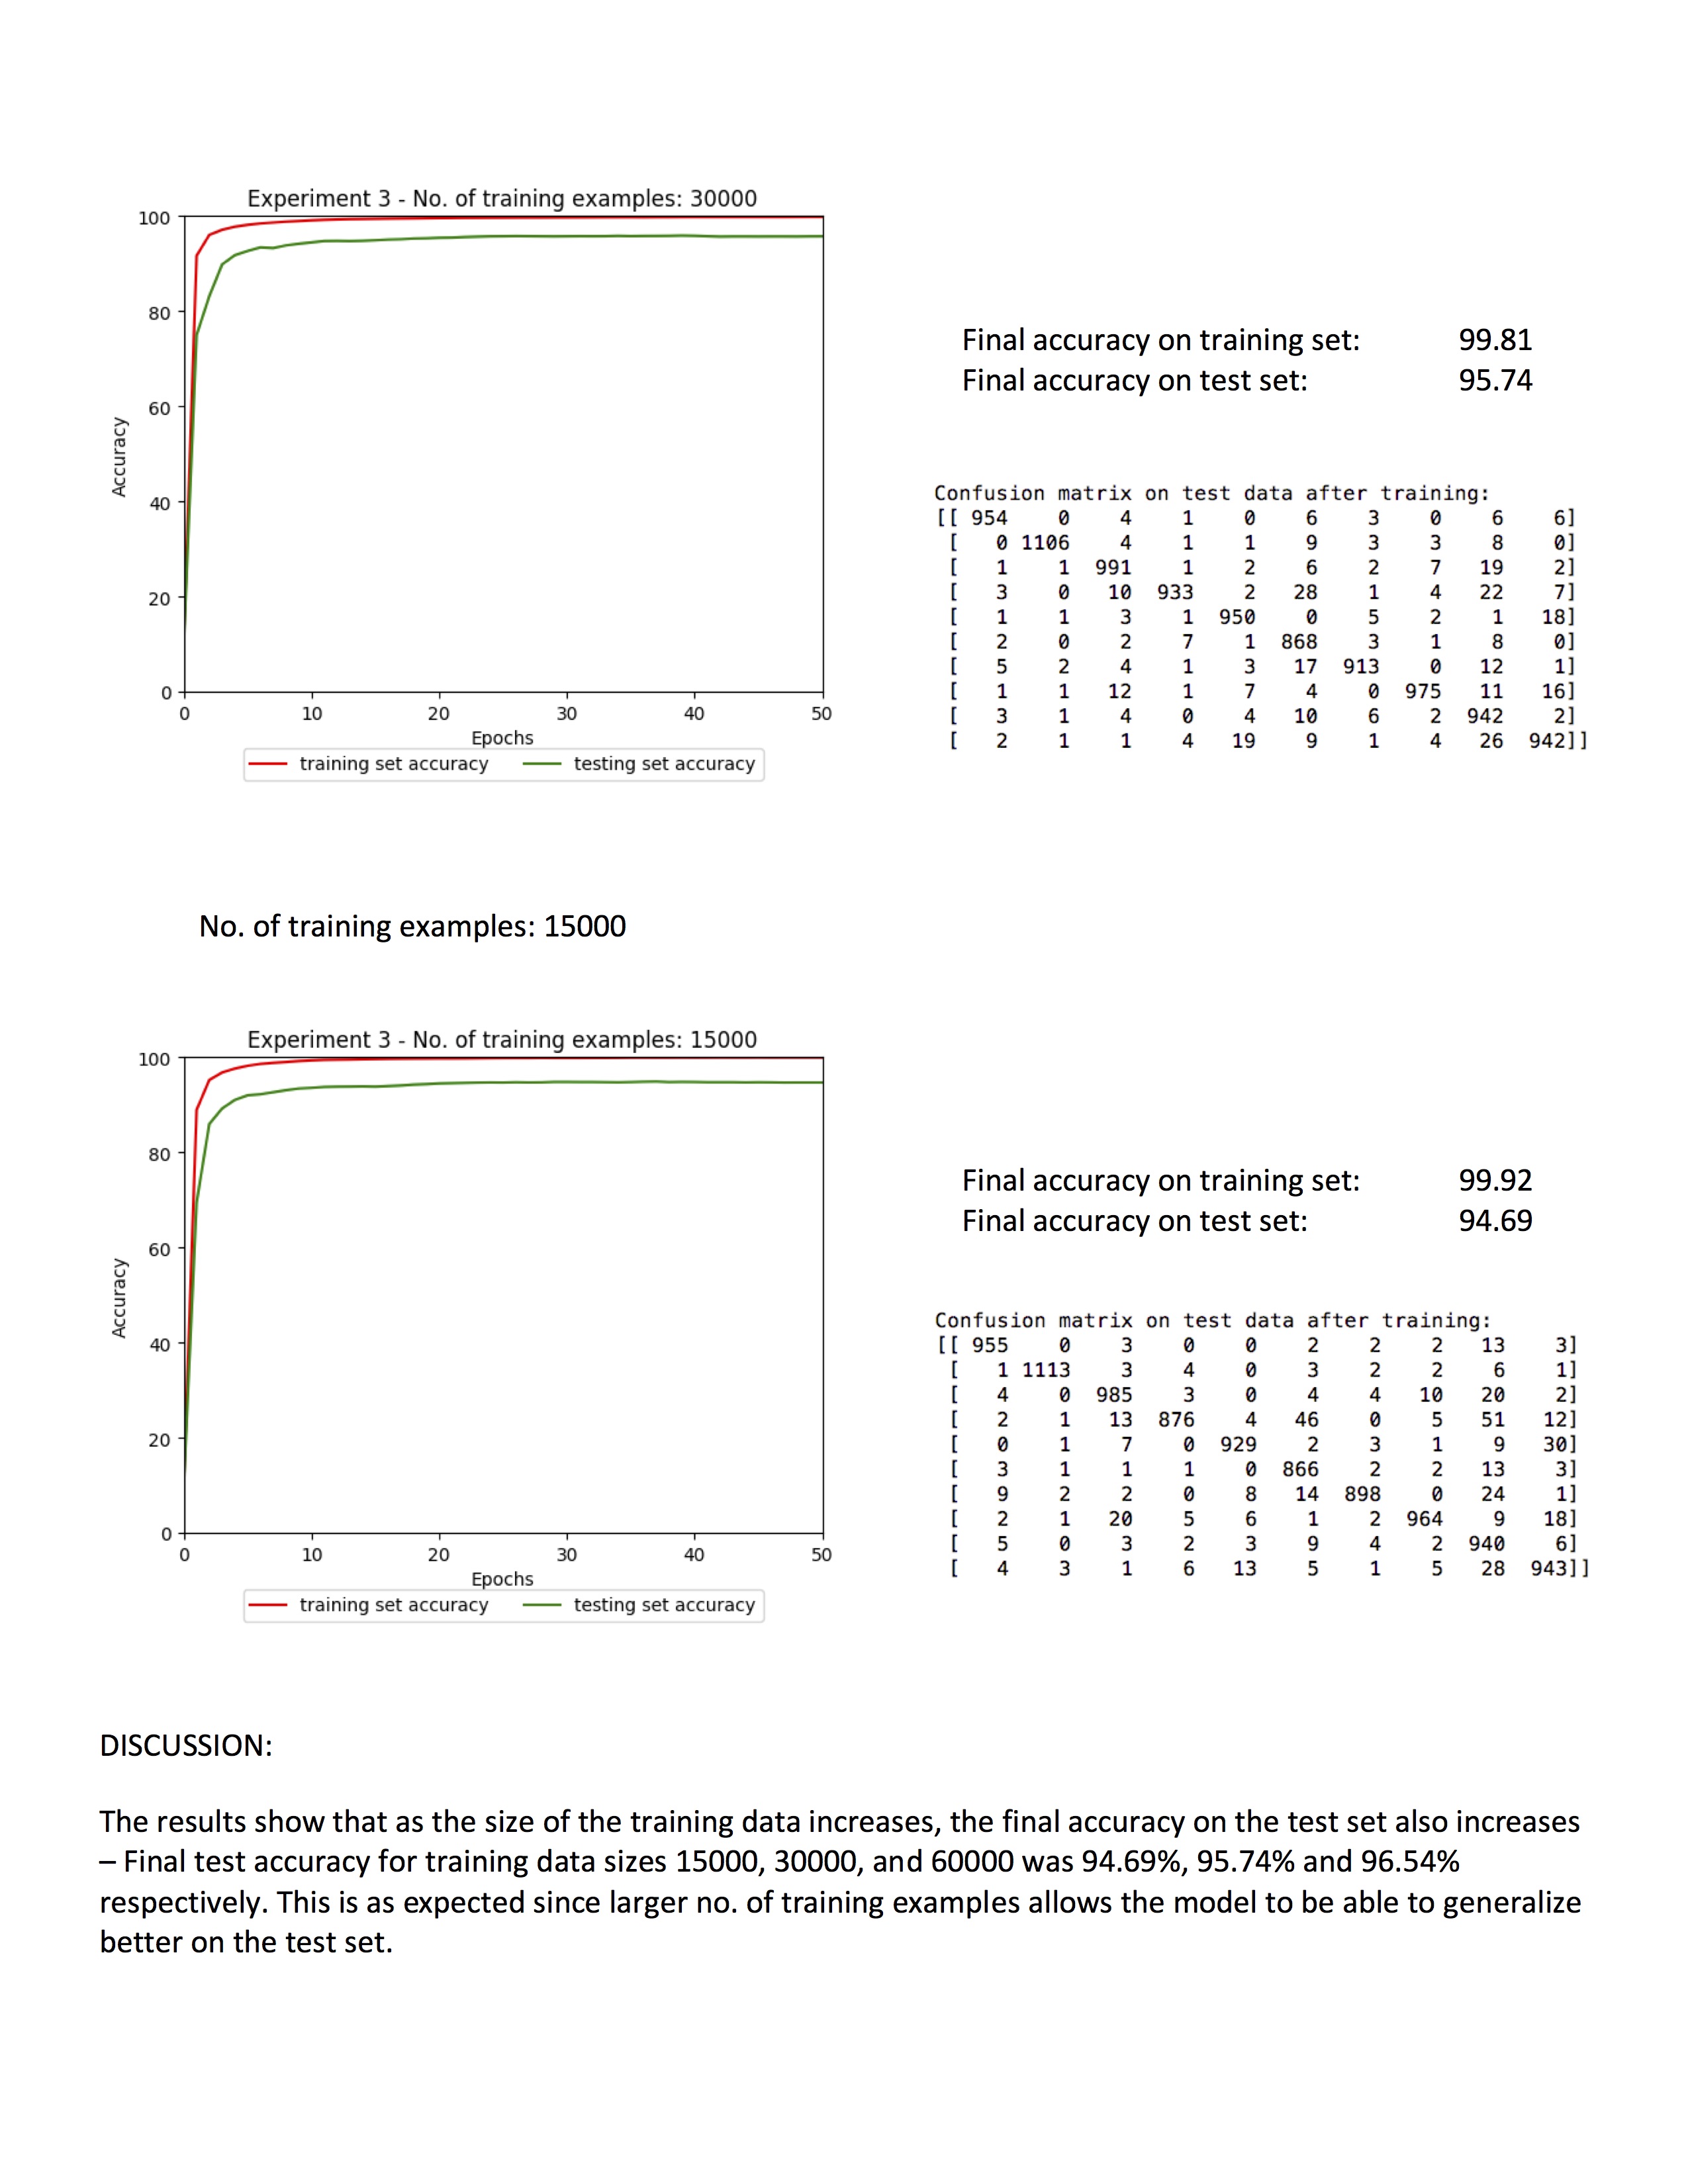 Experiment 3 - No. of training examples: 30000
100
80
60
40
20
0
Accuracy
0 10 20 30 40 50
Epochs
training set accuracy testing set accuracy
Final accuracy on training set: 99.81
Final accuracy on test set: 95.74
Confusion matrix on test data after training:
[[ 954 0 4 1 0 6 3 0 6 6]
[ 0 1106 4 1 1 9 3 3 8 0]
[ 1 1 991 1 2 6 2 7 19 2]
[ 3 0 10 933 2 28 1 4 22 7]
[ 1 1 3 1 950 0 5 2 1 18]
[ 2 0 2 7 1 868 3 1 8 0]
[ 5 2 4 1 3 17 913 0 12 1]
[ 1 1 12 1 7 4 0 975 11 16]
[ 3 1 4 0 4 10 6 2 942 2]
[ 2 1 1 4 19 9 1 4 26 942]]
No. of training examples: 15000
Experiment 3 - No. of training examples: 15000
100
80
60
40
20
0
Accuracy
0 10 20 30 40 50
Epochs
training set accuracy testing set accuracy
Final accuracy on training set: 99.92
Final accuracy on test set: 94.69
Confusion matrix on test data after training:
[[ 955 0 3 0 0 2 2 2 13 3]
[ 1 1113 3 4 0 3 2 2 6 1]
[ 4 0 985 3 0 4 4 10 20 2]
[ 2 1 13 876 4 46 0 5 51 12]
[ 0 1 7 0 929 2 3 1 9 30]
[ 3 1 1 1 0 866 2 2 13 3]
[ 9 2 2 0 8 14 898 0 24 1]
[ 2 1 20 5 6 1 2 964 9 18]
[ 5 0 3 2 3 9 4 2 940 6]
[ 4 3 1 6 13 5 1 5 28 943]]
DISCUSSION:
The results show that as the size of the training data increases, the final accuracy on the test set also increases
– Final test accuracy for training data sizes 15000, 30000, and 60000 was 94.69%, 95.74% and 96.54%
respectively. This is as expected since larger no. of training examples allows the model to be able to generalize
better on the test set.